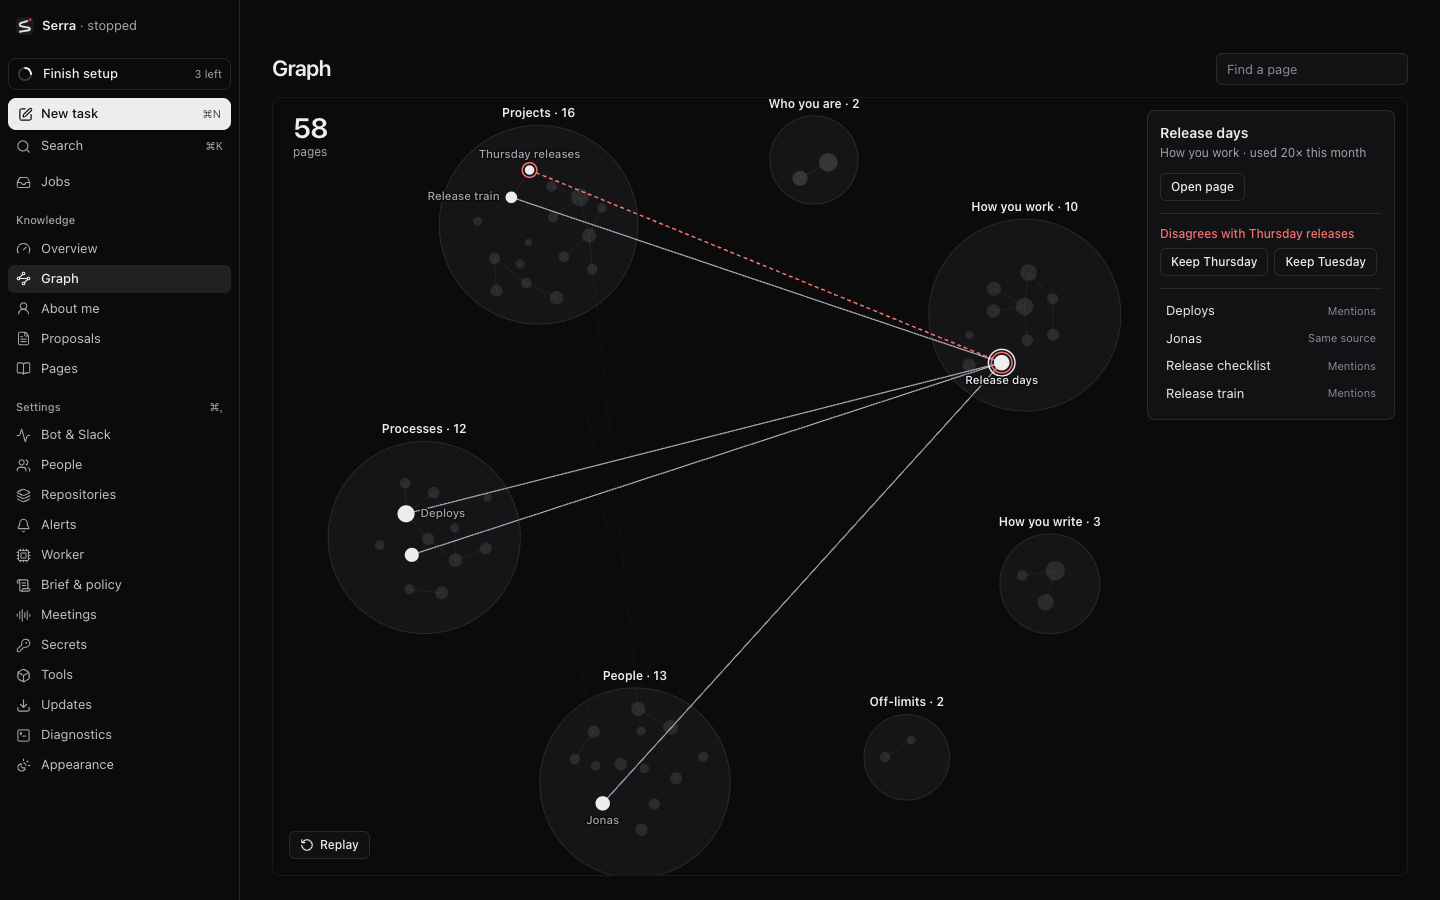 Serra · stopped
Finish setup 3 left
New task ⌘N
Search ⌘K
Jobs
Knowledge
Overview
Graph
About me
Proposals
Pages
Settings ⌘,
Bot & Slack
People
Repositories
Alerts
Worker
Brief & policy
Meetings
Secrets
Tools
Updates
Diagnostics
Appearance
Graph
Find a page
58
pages
Projects · 16
Thursday releases
Release train
Who you are · 2
How you work · 10
Release days
Processes · 12
Deploys
How you write · 3
People · 13
Jonas
Off-limits · 2
Replay
Release days
How you work · used 20× this month
Open page
Disagrees with Thursday releases
Keep Thursday Keep Tuesday
Deploys Mentions
Jonas Same source
Release checklist Mentions
Release train Mentions